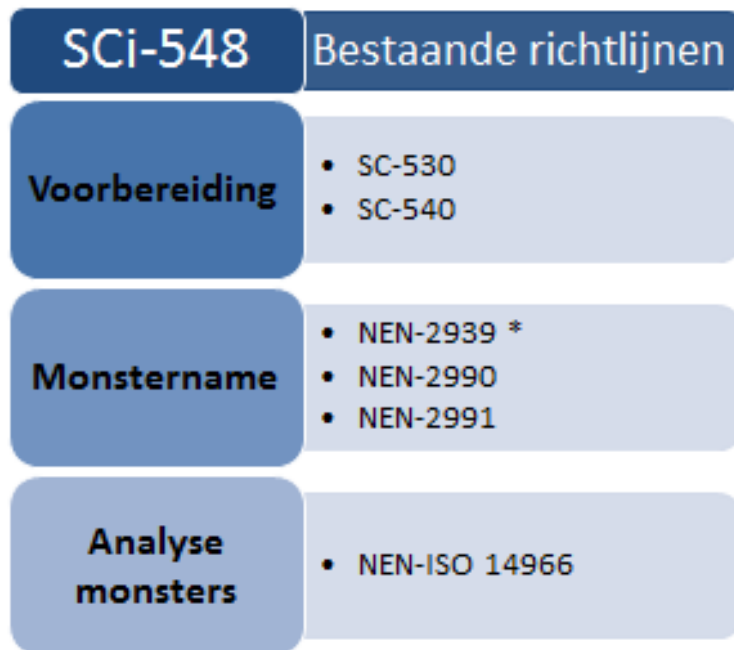 SCi-548
Bestaande richtlijnen
Voorbereiding
• SC-530
• SC-540
Monstername
• NEN-2939 *
• NEN-2990
• NEN-2991
Analyse
monsters
• NEN-ISO 14966